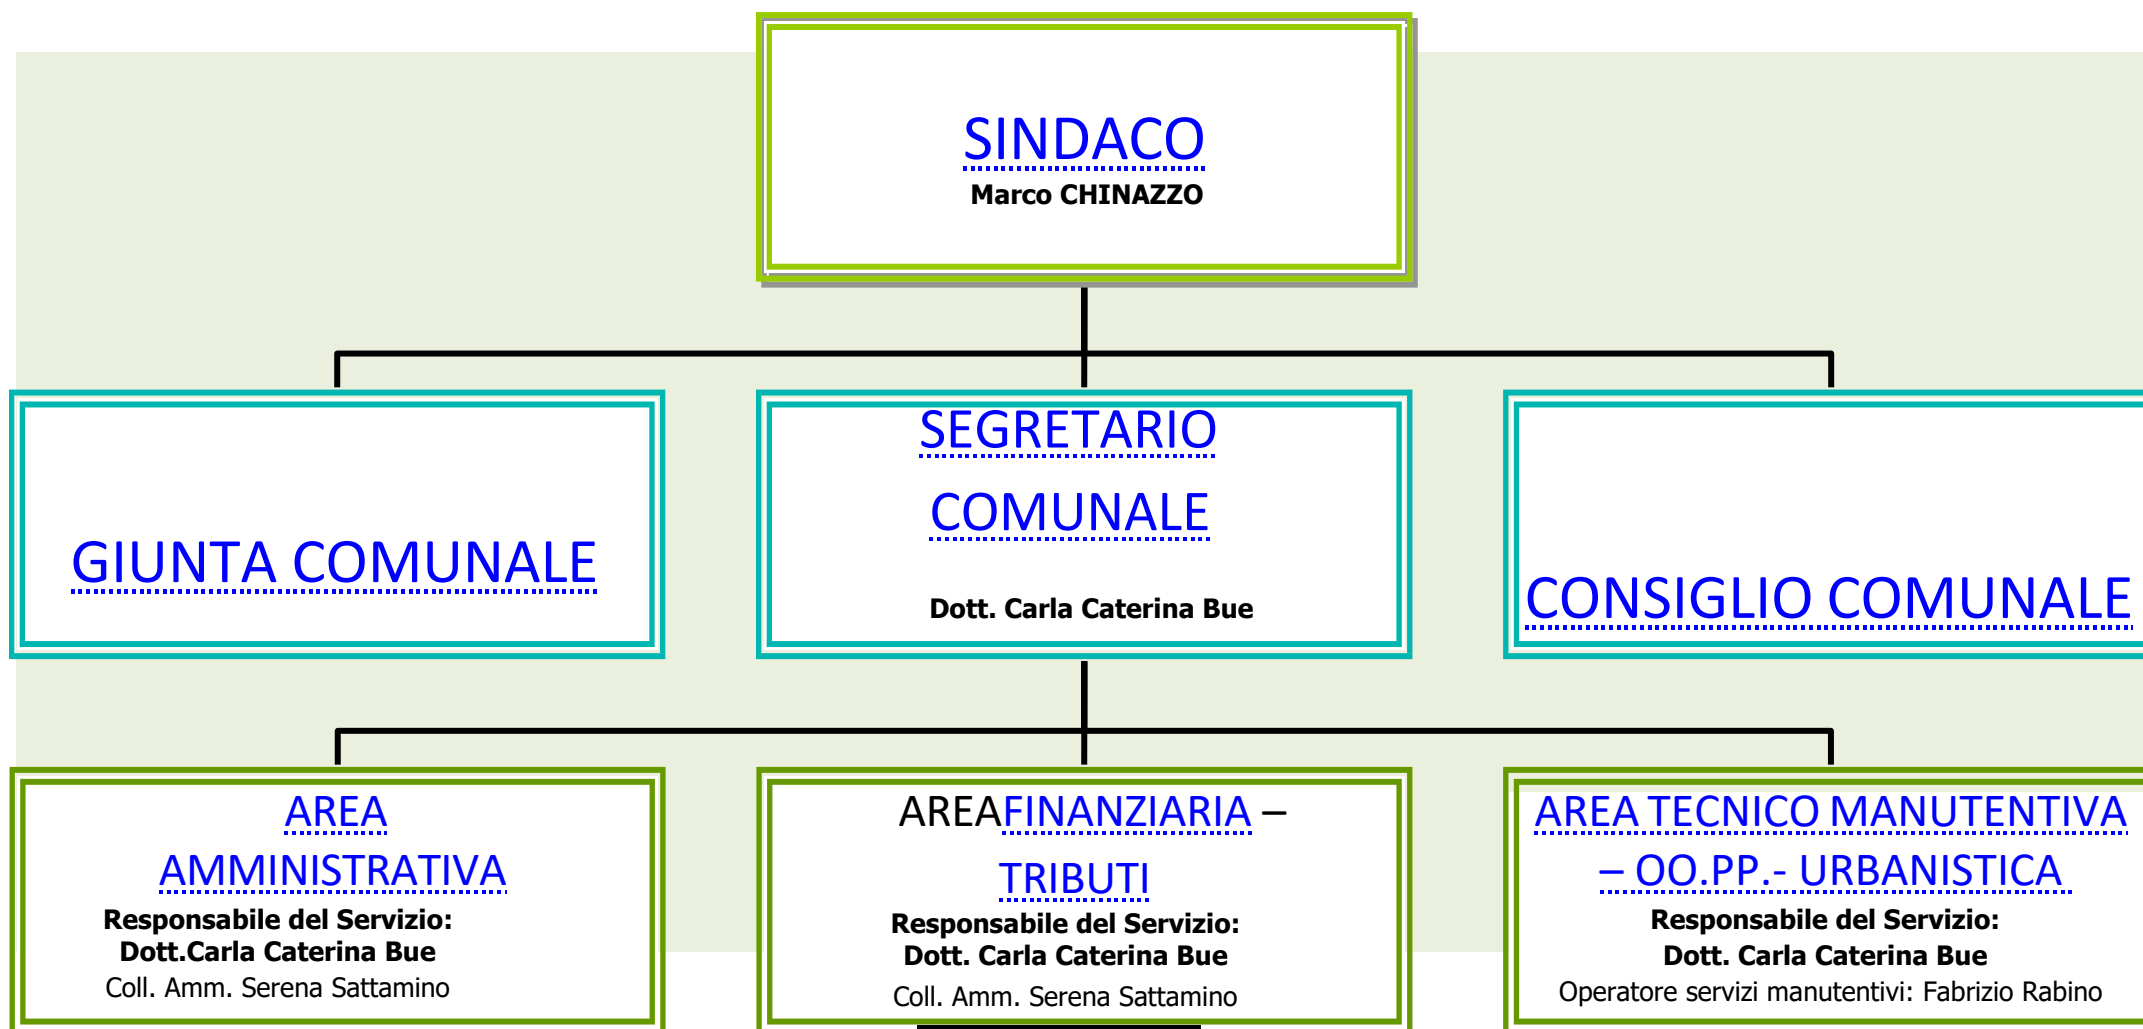 SINDACO
Marco CHINAZZO
GIUNTA COMUNALE
SEGRETARIO
COMUNALE
Dott. Carla Caterina Bue
CONSIGLIO COMUNALE
AREA
AMMINISTRATIVA
Responsabile del Servizio:
Dott.Carla Caterina Bue
Coll. Amm. Serena Sattamino
AREAFINANZIARIA –
TRIBUTI
Responsabile del Servizio:
Dott. Carla Caterina Bue
Coll. Amm. Serena Sattamino
AREA TECNICO MANUTENTIVA
– OO.PP.- URBANISTICA
Responsabile del Servizio:
Dott. Carla Caterina Bue
Operatore servizi manutentivi: Fabrizio Rabino